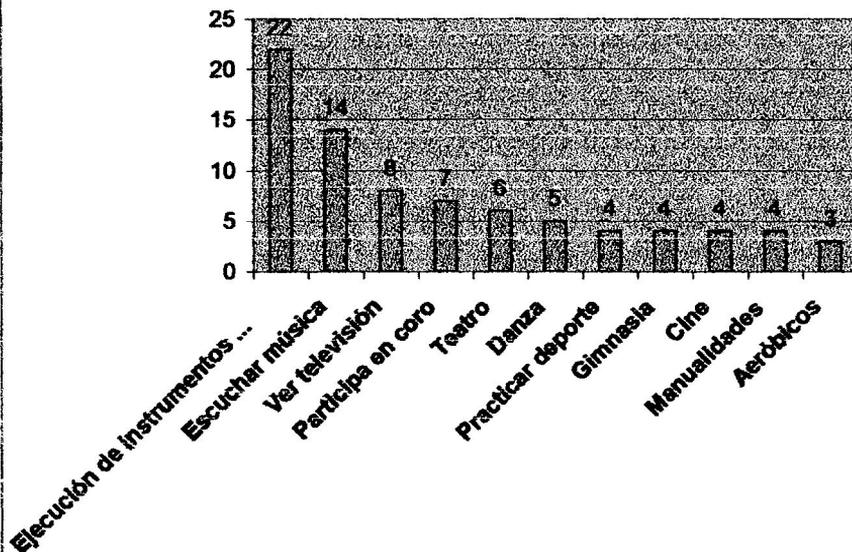 25
20
15
10
5
0
22
14
8
7
6
5
4
4
4
4
3
Ejecución de instrumentos ...
Escuchar música
Ver televisión
Participa en coro
Teatro
Danza
Practicar deporte
Gimnasia
Cine
Manualidades
Aeròbicos